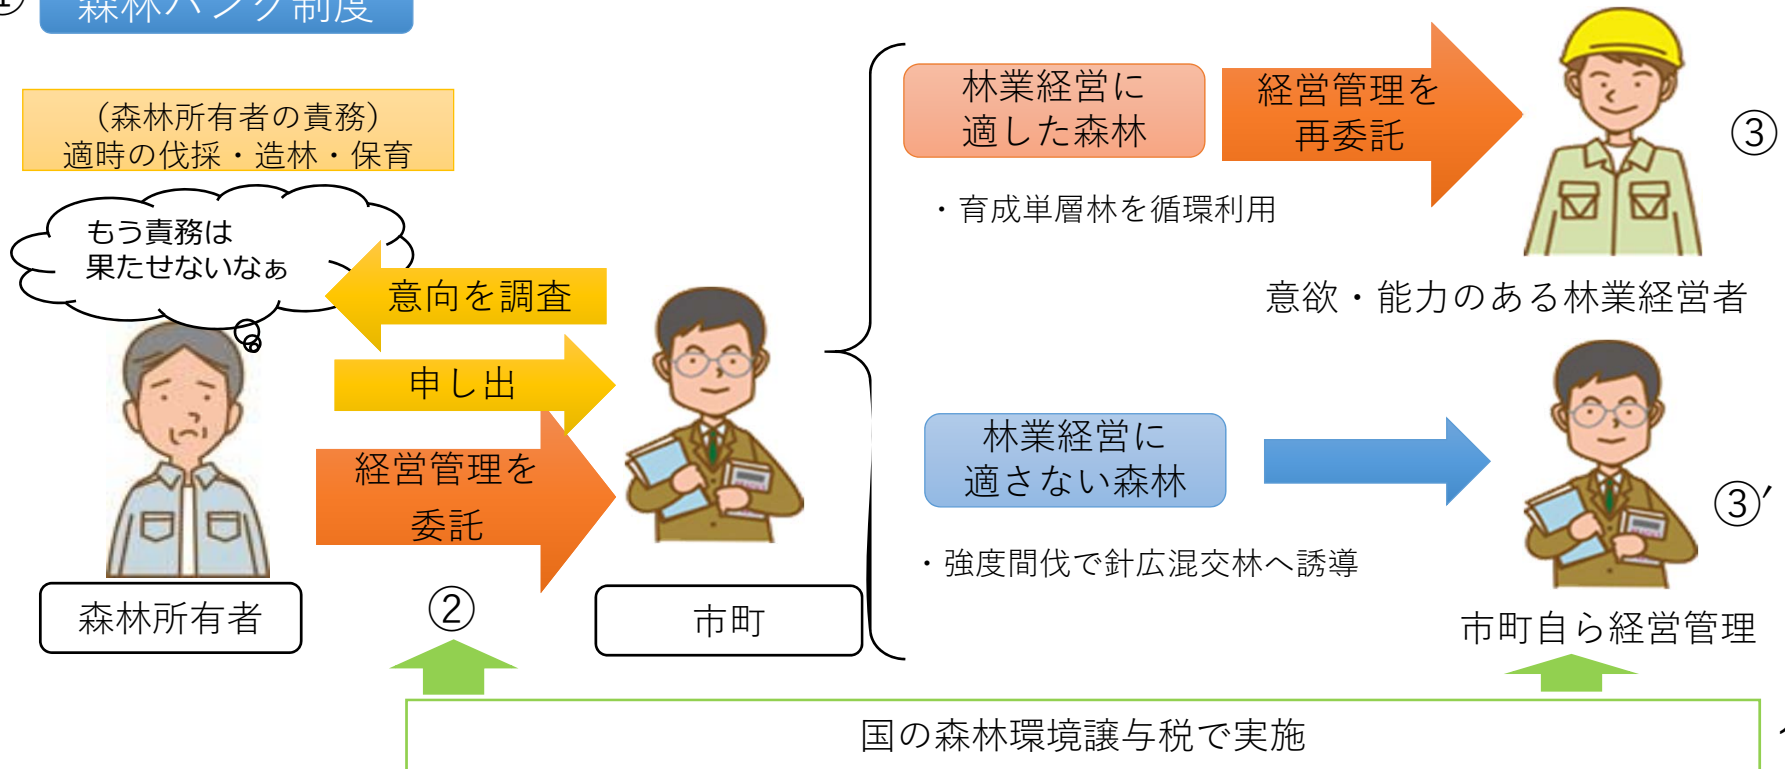 ①
森林バンク制度
（森林所有者の責務）
適時の伐採・造林・保育
もう責務は
果たせないなぁ
意向を調査
申し出
経営管理を
委託
②
森林所有者
市町
林業経営に
適した森林
・育成単層林を循環利用
経営管理を
再委託
③
意欲・能力のある林業経営者
林業経営に
適さない森林
・強度間伐で針広混交林へ誘導
③′
市町自ら経営管理
国の森林環境譲与税で実施